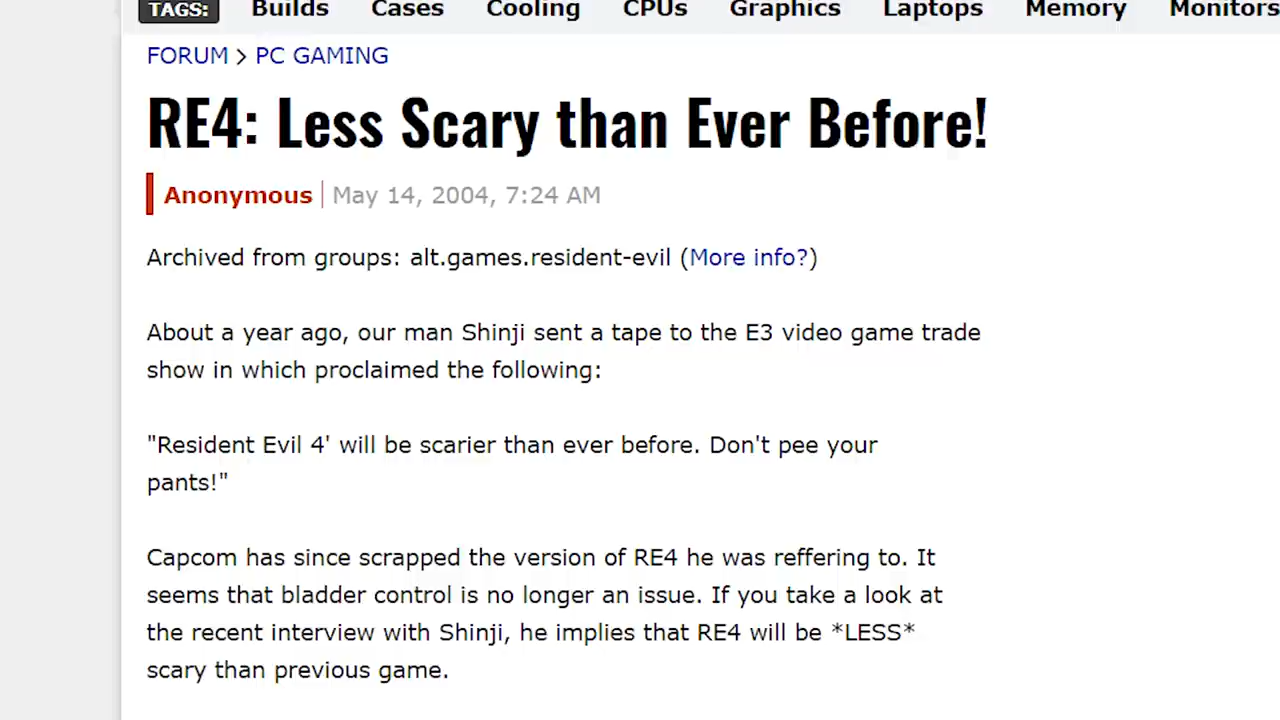 TAGS: Builds Cases Cooling CPUs Graphics Laptops Memory Monitors
FORUM > PC GAMING
RE4: Less Scary than Ever Before!
Anonymous | May 14, 2004, 7:24 AM
Archived from groups: alt.games.resident-evil (More info?)
About a year ago, our man Shinji sent a tape to the E3 video game trade
show in which proclaimed the following:
"Resident Evil 4' will be scarier than ever before. Don't pee your
pants!"
Capcom has since scrapped the version of RE4 he was reffering to. It
seems that bladder control is no longer an issue. If you take a look at
the recent interview with Shinji, he implies that RE4 will be *LESS*
scary than previous game.